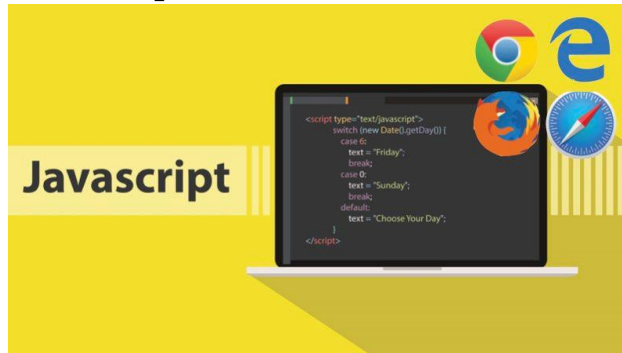 Javascript
<script type="text/javascript">
switch (new Date().getDay()) {
case 6:
text = "Friday";
break;
case 0:
text = "Sunday";
break;
default:
text = "Choose Your Day";
}
</script>